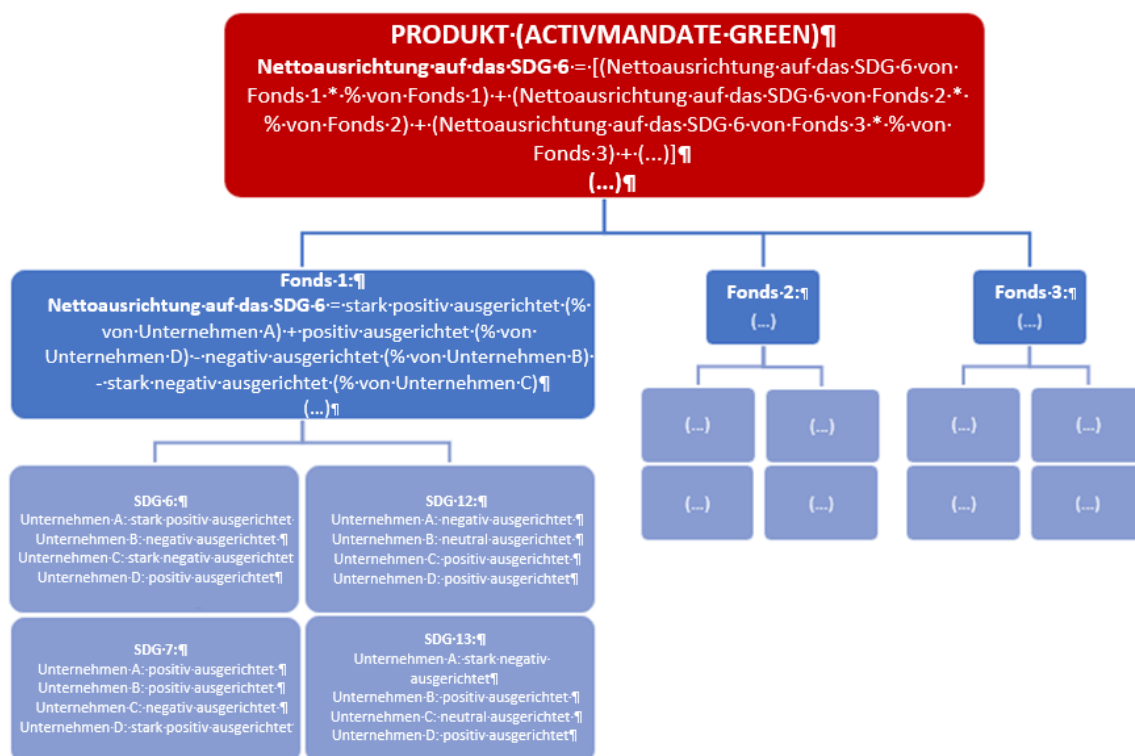 PRODUKT·(ACTIVMANDATE·GREEN)¶
Nettoausrichtung·auf·das·SDG·6·=·[(Nettoausrichtung·auf·das·SDG·6·von·
Fonds·1·*·%·von·Fonds·1)·+·(Nettoausrichtung·auf·das·SDG·6·von·Fonds·2·*·
%·von·Fonds·2)·+·(Nettoausrichtung·auf·das·SDG·6·von·Fonds·3·*·%·von·
Fonds·3)·+·(...)]¶
(...)¶
Fonds·1:¶
Nettoausrichtung·auf·das·SDG·6·=·stark·positiv·ausgerichtet·(%·
von·Unternehmen·A)·+·positiv·ausgerichtet·(%·von·
Unternehmen·D)·-·negativ·ausgerichtet·(%·von·Unternehmen·B)·
-·stark·negativ·ausgerichtet·(%·von·Unternehmen·C)¶
(...)¶
Fonds·2:¶
(...)
Fonds·3:¶
(...)
SDG·6:¶
Unternehmen·A:·stark·positiv·ausgerichtet·
Unternehmen·B:·negativ·ausgerichtet·¶
Unternehmen·C:·stark·negativ·ausgerichtet
Unternehmen·D:·positiv·ausgerichtet¶
SDG·12:¶
Unternehmen·A:·negativ·ausgerichtet·¶
Unternehmen·B:·neutral·ausgerichtet·¶
Unternehmen·C:·positiv·ausgerichtet·¶
Unternehmen·D:·positiv·ausgerichtet¶
SDG·7:¶
Unternehmen·A:·positiv·ausgerichtet·¶
Unternehmen·B:·positiv·ausgerichtet·¶
Unternehmen·C:·negativ·ausgerichtet·¶
Unternehmen·D:·stark·positiv·ausgerichtet
SDG·13:¶
Unternehmen·A:·stark·negativ·
ausgerichtet¶
Unternehmen·B:·positiv·ausgerichtet·¶
Unternehmen·C:·neutral·ausgerichtet·¶
Unternehmen·D:·positiv·ausgerichtet¶
(...)
(...)
(...)
(...)
(...)
(...)
(...)
(...)